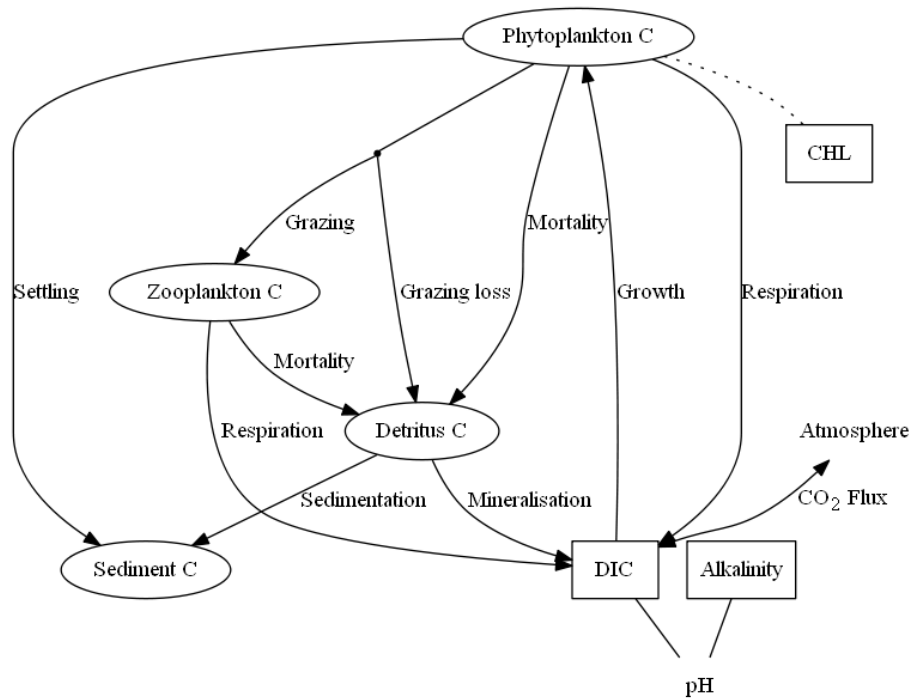 Phytoplankton C
CHL
Grazing
Mortality
Zooplankton C
Settling
Grazing loss
Growth
Respiration
Mortality
Respiration
Detritus C
Atmosphere
Sedimentation
Mineralisation
CO₂ Flux
Sediment C
DIC
Alkalinity
pH